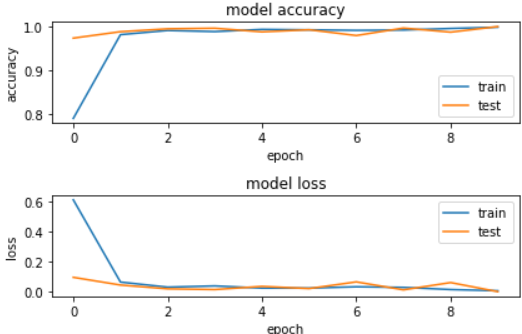 model accuracy
1.0
0.9
0.8
accuracy
train
test
0 2 4 6 8
epoch
model loss
0.6
0.4
0.2
0.0
loss
train
test
0 2 4 6 8
epoch